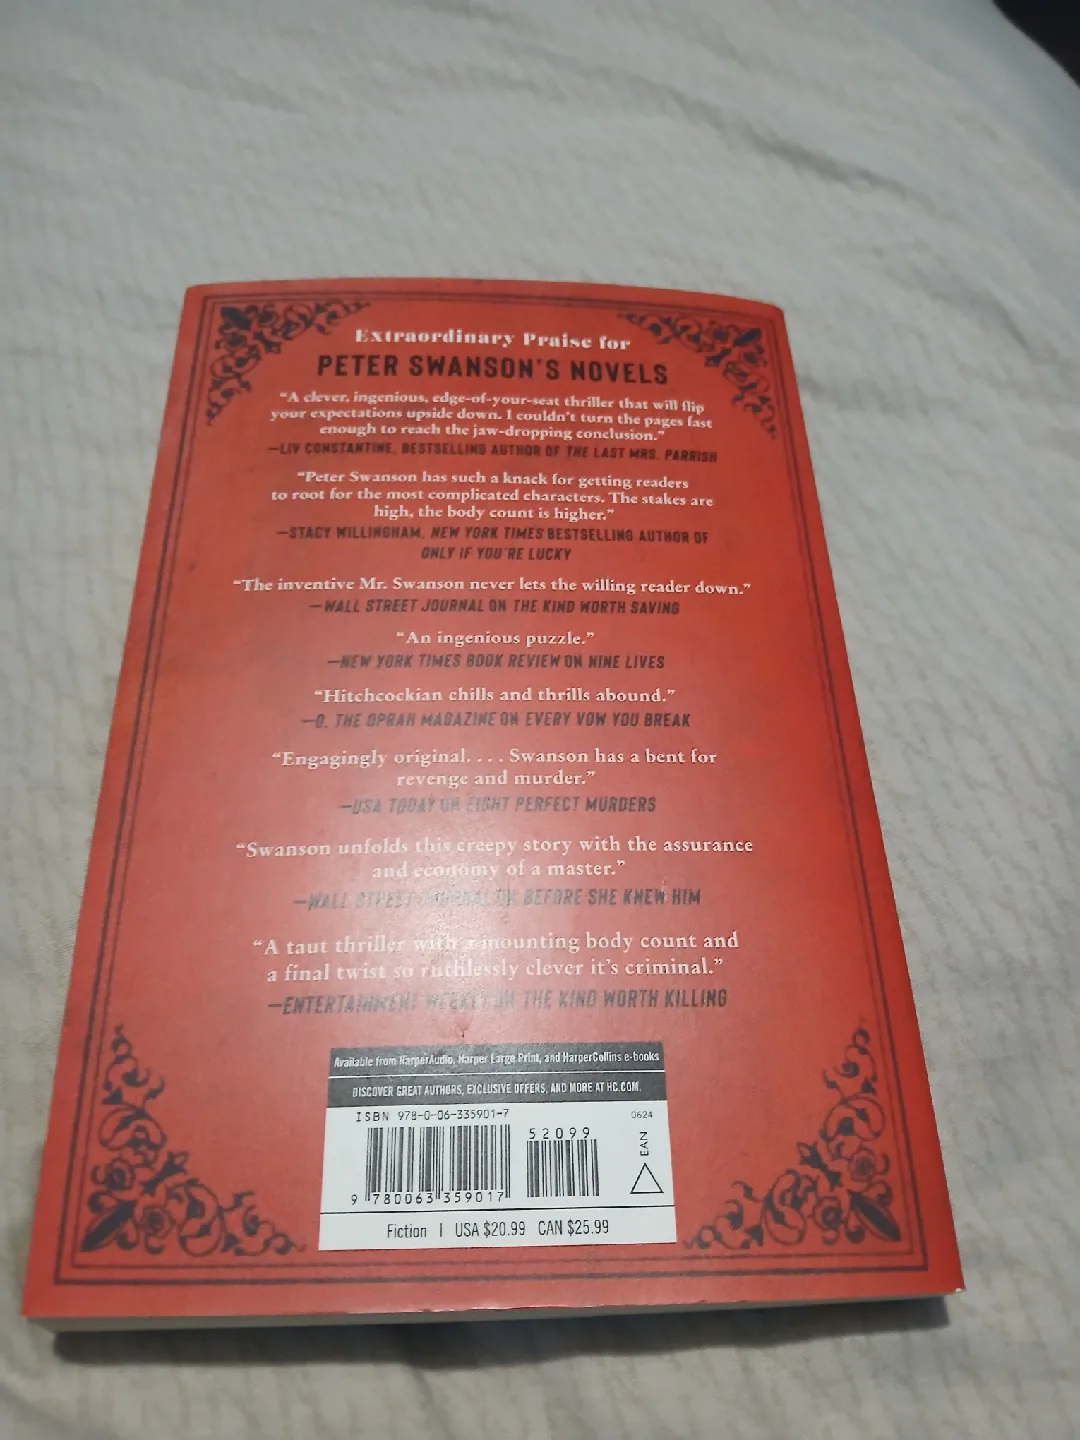 Extraordinary Praise for
PETER SWANSON'S NOVELS
“A clever, ingenious, edge-of-your-seat thriller that will flip
your expectations upside down. I couldn't turn the pages fast
enough to reach the jaw-dropping conclusion.”
—LIV CONSTANTINE, BESTSELLING AUTHOR OF THE LAST MRS. PARRISH
“Peter Swanson has such a knack for getting readers
to root for the most complicated characters. The stakes are
high, the body count is higher.”
—STACY WILLINGHAM, NEW YORK TIMES BESTSELLING AUTHOR OF
ONLY IF YOU'RE LUCKY
“The inventive Mr. Swanson never lets the willing reader down.”
—WALL STREET JOURNAL ON THE KIND WORTH SAVING
“An ingenious puzzle.”
—NEW YORK TIMES BOOK REVIEW ON NINE LIVES
“Hitchcockian chills and thrills abound.”
—O, THE OPRAH MAGAZINE ON EVERY VOW YOU BREAK
“Engagingly original. . . . Swanson has a bent for
revenge and murder.”
—USA TODAY ON EIGHT PERFECT MURDERS
“Swanson unfolds this creepy story with the assurance
and economy of a master.”
—WALL STREET JOURNAL ON BEFORE SHE KNEW HIM
“A taut thriller with a mounting body count and
a final twist so ruthlessly clever it's criminal.”
—ENTERTAINMENT WEEKLY ON THE KIND WORTH KILLING
Available from HarperAudio, Harper Large Print, and HarperCollins e-books
DISCOVER GREAT AUTHORS, EXCLUSIVE OFFERS, AND MORE AT HC.COM.
ISBN 978-0-06-335901-7
0624
52099
EAN
9 780063 359017
Fiction | USA $20.99 CAN $25.99